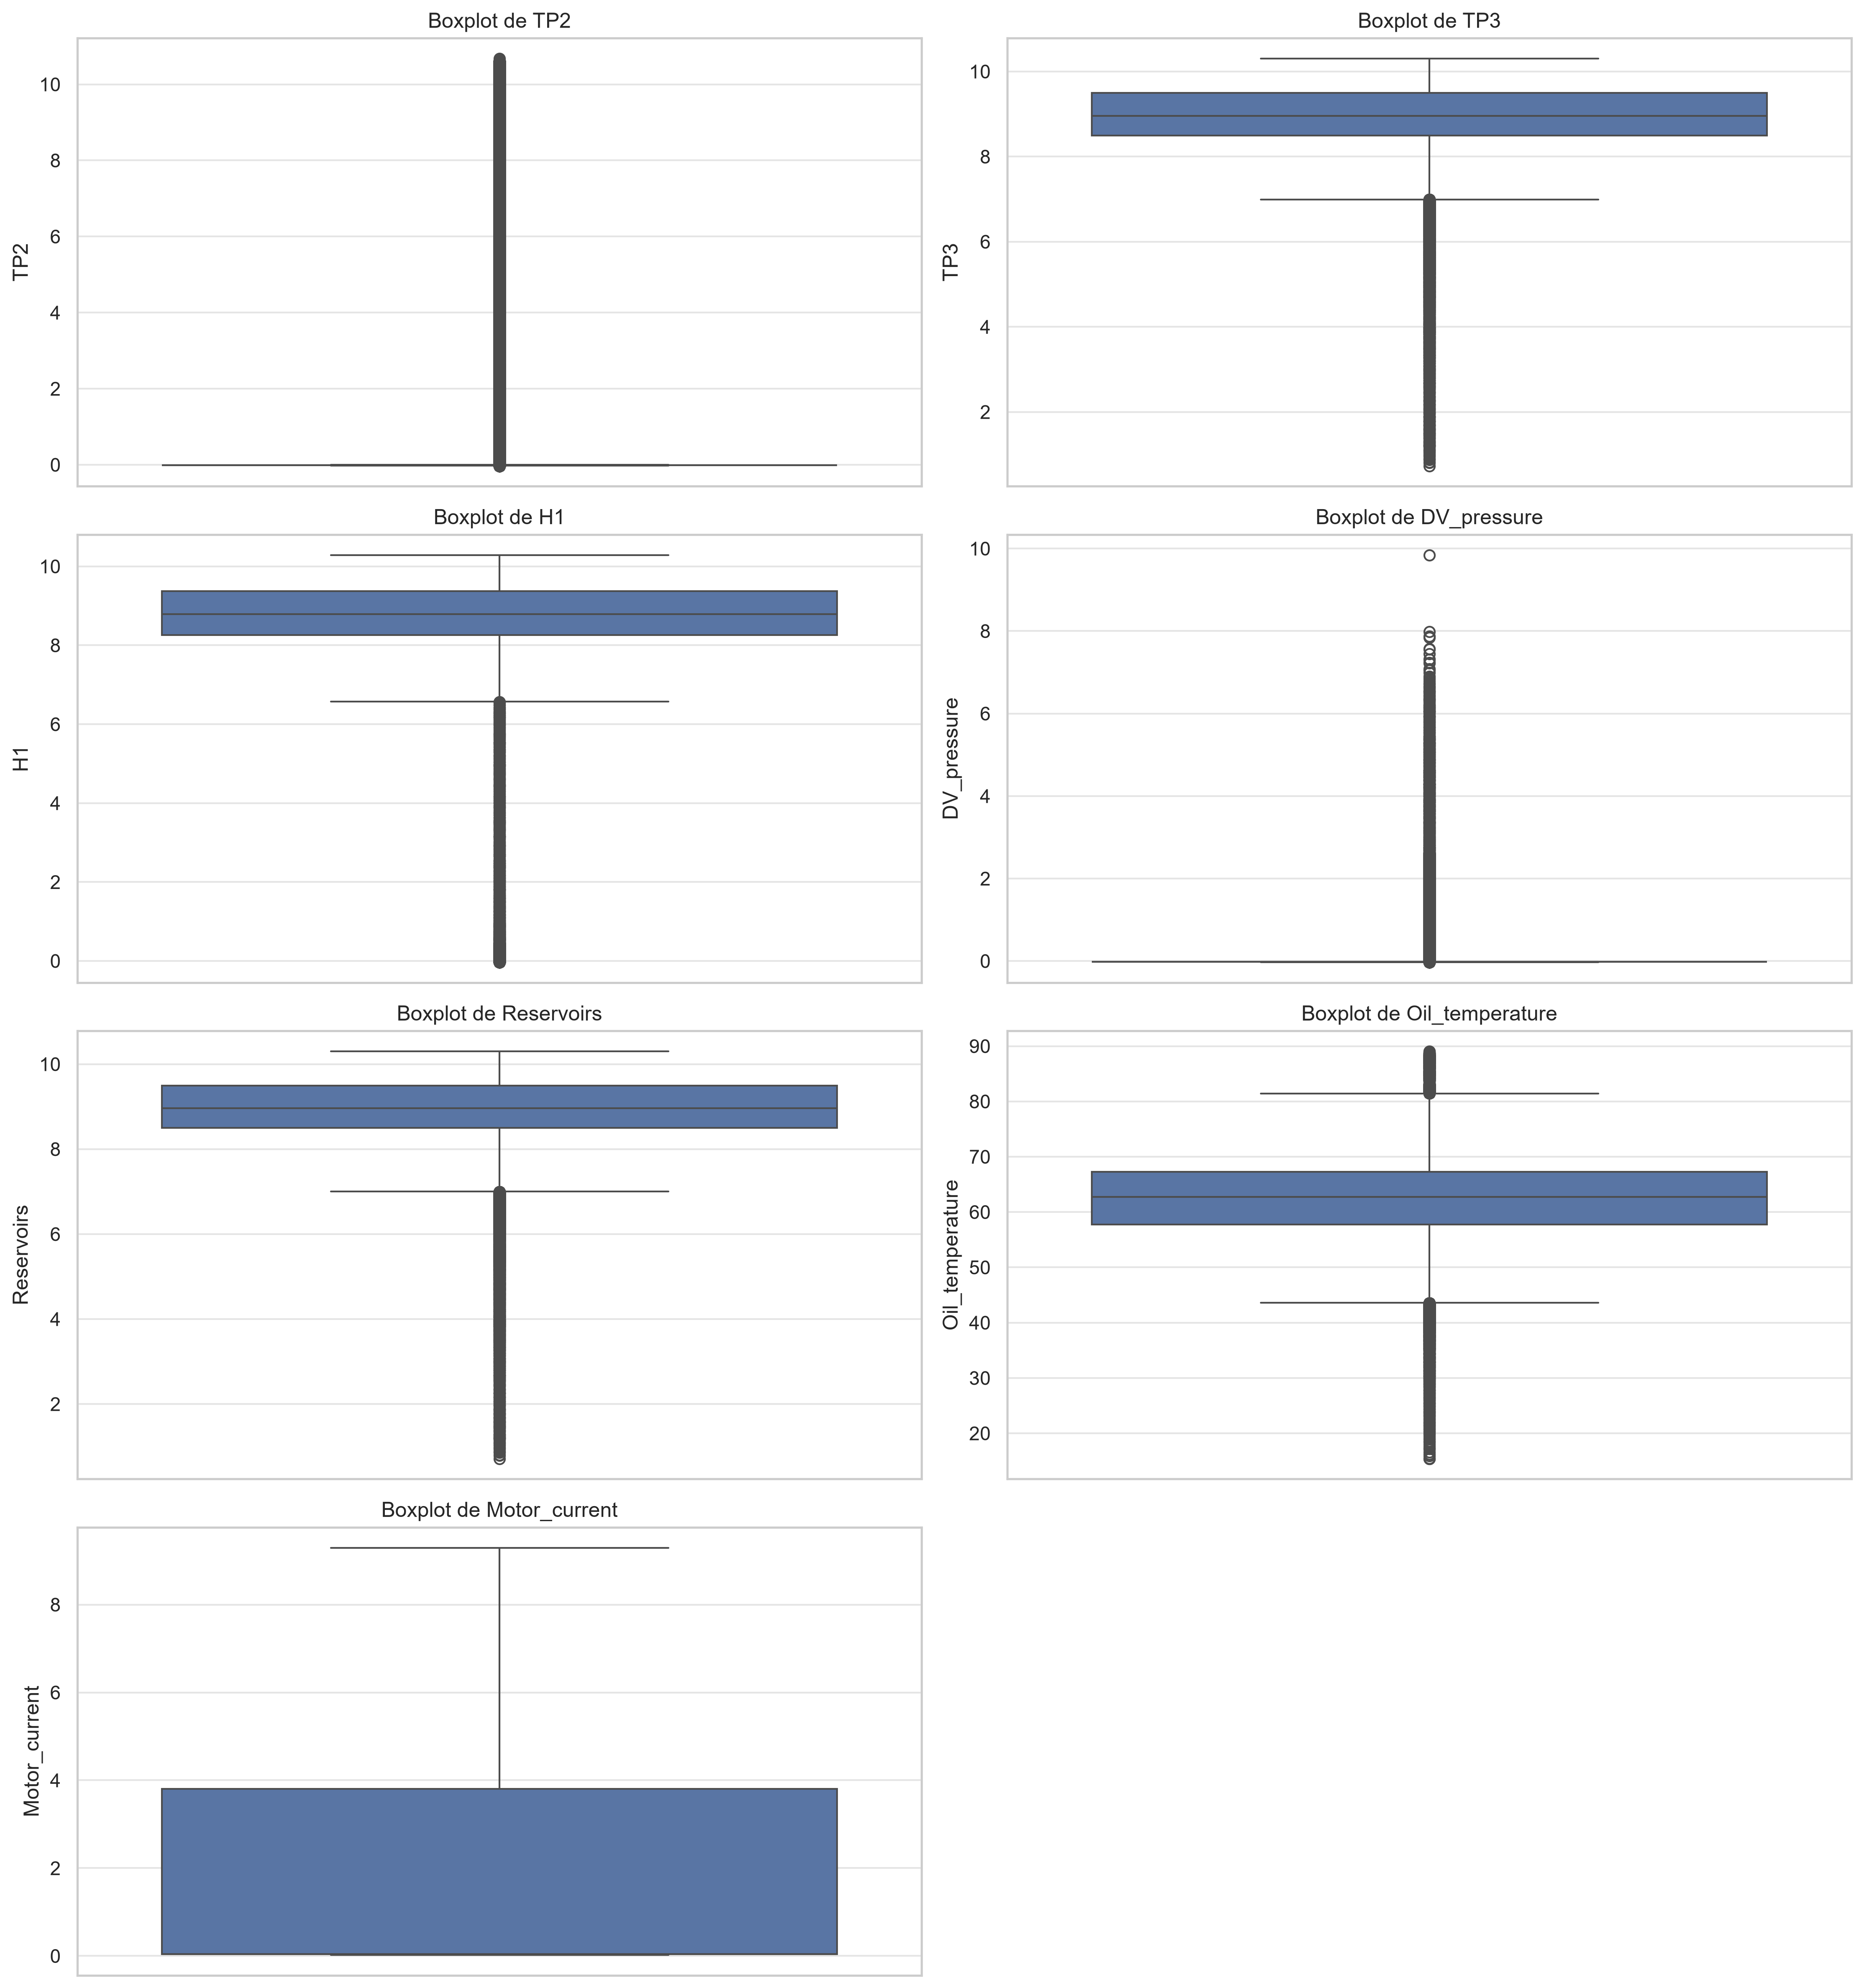 Boxplot de TP2
10
8
6
4
2
0
TP2
Boxplot de TP3
10
8
6
4
2
TP3
Boxplot de H1
10
8
6
4
2
0
H1
Boxplot de DV_pressure
10
8
6
4
2
0
DV_pressure
Boxplot de Reservoirs
10
8
6
4
2
Reservoirs
Boxplot de Oil_temperature
90
80
70
60
50
40
30
20
Oil_temperature
Boxplot de Motor_current
8
6
4
2
0
Motor_current